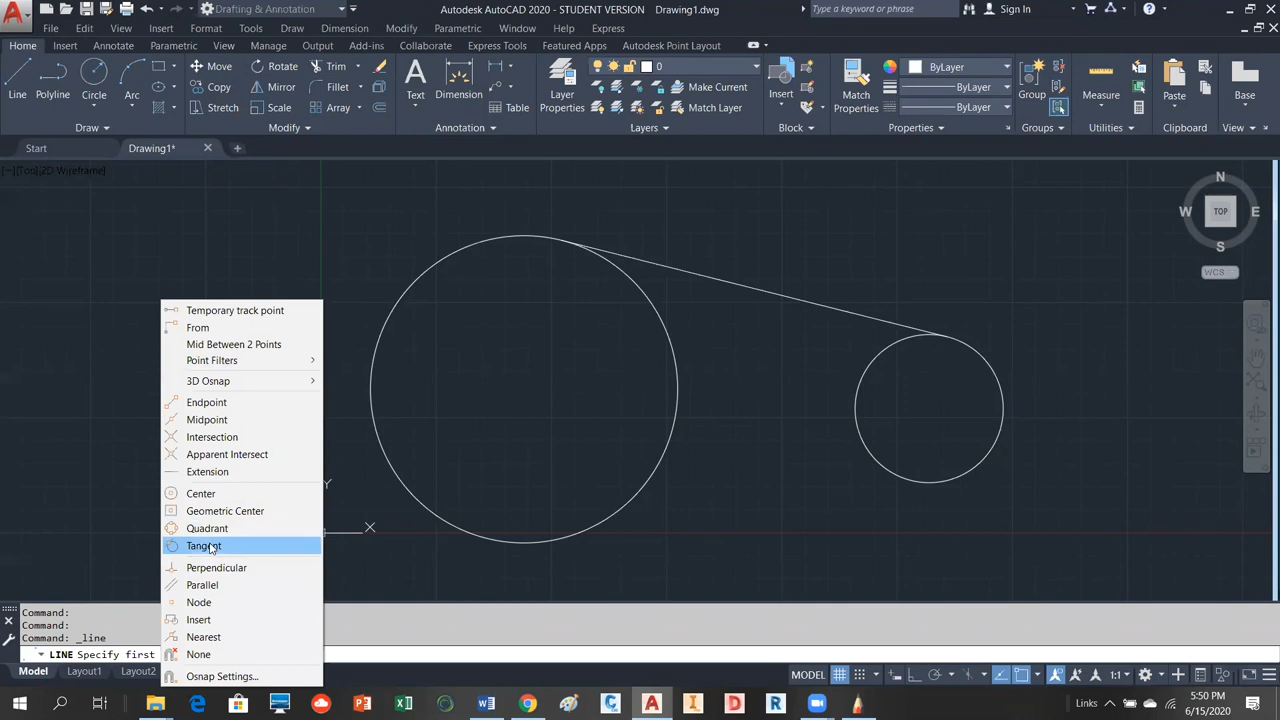 Drafting & Annotation
Autodesk AutoCAD 2020 - STUDENT VERSION Drawing1.dwg
Type a keyword or phrase
Sign In
File Edit View Insert Format Tools Draw Dimension Modify Parametric Window Help Express
Home Insert Annotate Parametric View Manage Output Add-ins Collaborate Express Tools Featured Apps Autodesk Point Layout
Line Polyline Circle Arc
Move Rotate Trim
Copy Mirror Fillet
Stretch Scale Array
Text Dimension Table
Layer
Properties
0
Make Current
Match Layer
Insert
Match
Properties
ByLayer
ByLayer
ByLayer
Group
Measure
Paste
Base
Draw Modify Annotation Layers Block Properties Groups Utilities Clipboard View
Start Drawing1*
[−][Top][2D Wireframe]
N
W TOP E
S
WCS
Y
X
Temporary track point
From
Mid Between 2 Points
Point Filters
3D Osnap
Endpoint
Midpoint
Intersection
Apparent Intersect
Extension
Center
Geometric Center
Quadrant
Tangent
Perpendicular
Parallel
Node
Insert
Nearest
None
Osnap Settings...
Command:
Command:
Command: _line
LINE Specify first
Model Layout1 Layout2
MODEL 1:1
Links
5:50 PM
6/15/2020